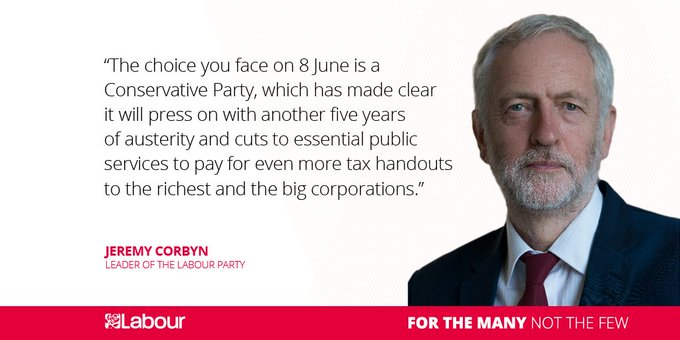 “The choice you face on 8 June is a
Conservative Party, which has made clear
it will press on with another five years
of austerity and cuts to essential public
services to pay for even more tax handouts
to the richest and the big corporations.”
JEREMY CORBYN
LEADER OF THE LABOUR PARTY
Labour
FOR THE MANY NOT THE FEW